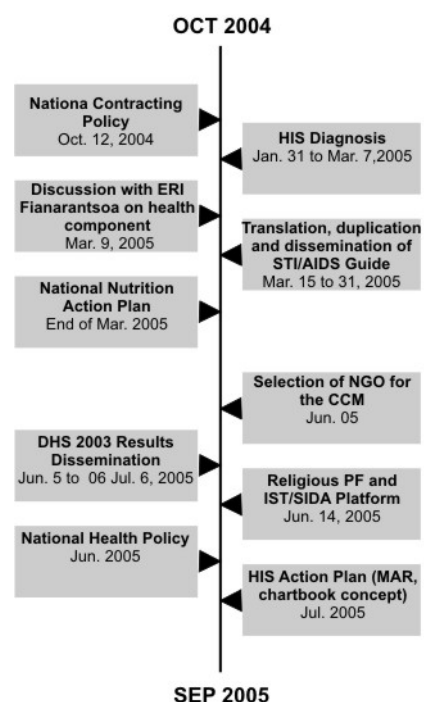 OCT 2004
Nationa Contracting
Policy
Oct. 12, 2004
HIS Diagnosis
Jan. 31 to Mar. 7,2005
Discussion with ERI
Fianarantsoa on health
component
Mar. 9, 2005
Translation, duplication
and dissemination of
STI/AIDS Guide
Mar. 15 to 31, 2005
National Nutrition
Action Plan
End of Mar. 2005
Selection of NGO for
the CCM
Jun. 05
DHS 2003 Results
Dissemination
Jun. 5 to 06 Jul. 6, 2005
Religious PF and
IST/SIDA Platform
Jun. 14, 2005
National Health Policy
Jun. 2005
HIS Action Plan (MAR,
chartbook concept)
Jul. 2005
SEP 2005